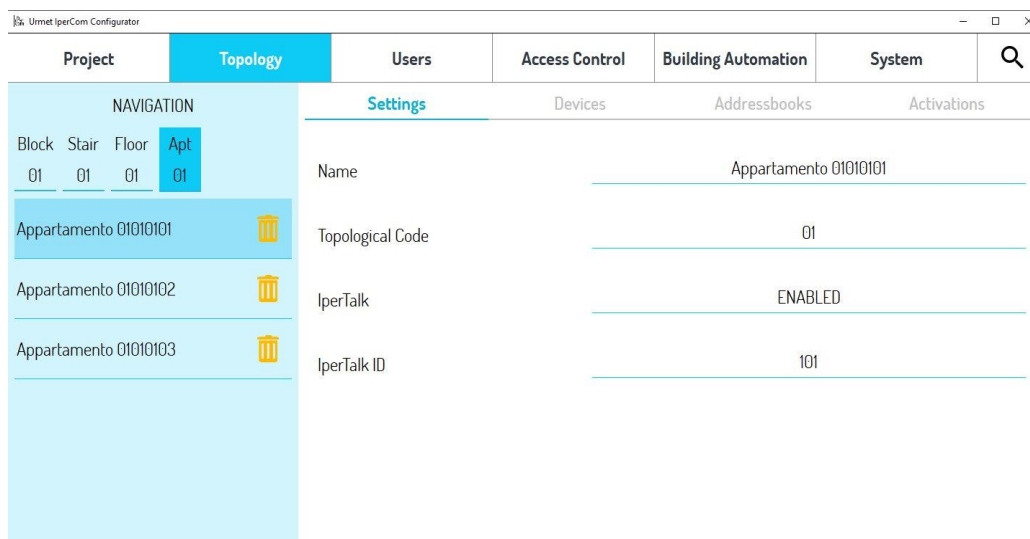 Urmet IperCom Configurator
Project Topology Users Access Control Building Automation System
NAVIGATION
Block Stair Floor Apt
01 01 01 01
Appartamento 01010101
Appartamento 01010102
Appartamento 01010103
Settings Devices Addressbooks Activations
Name Appartamento 01010101
Topological Code 01
IperTalk ENABLED
IperTalk ID 101